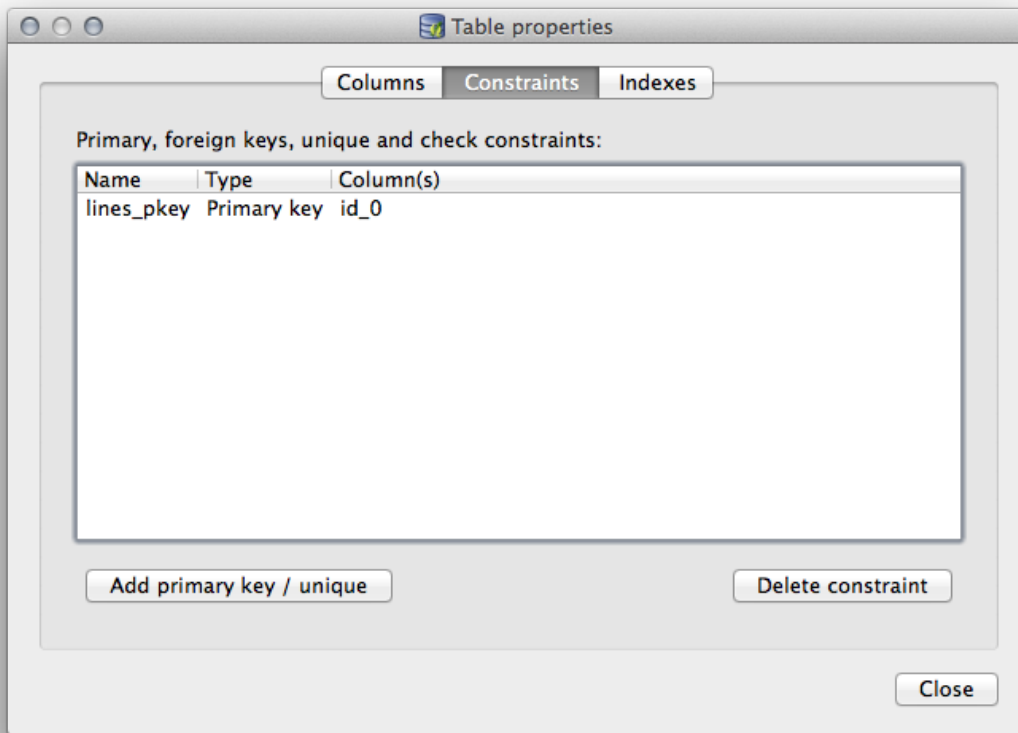 Table properties
Columns Constraints Indexes
Primary, foreign keys, unique and check constraints:
Name Type Column(s)
lines_pkey Primary key id_0
Add primary key / unique Delete constraint
Close